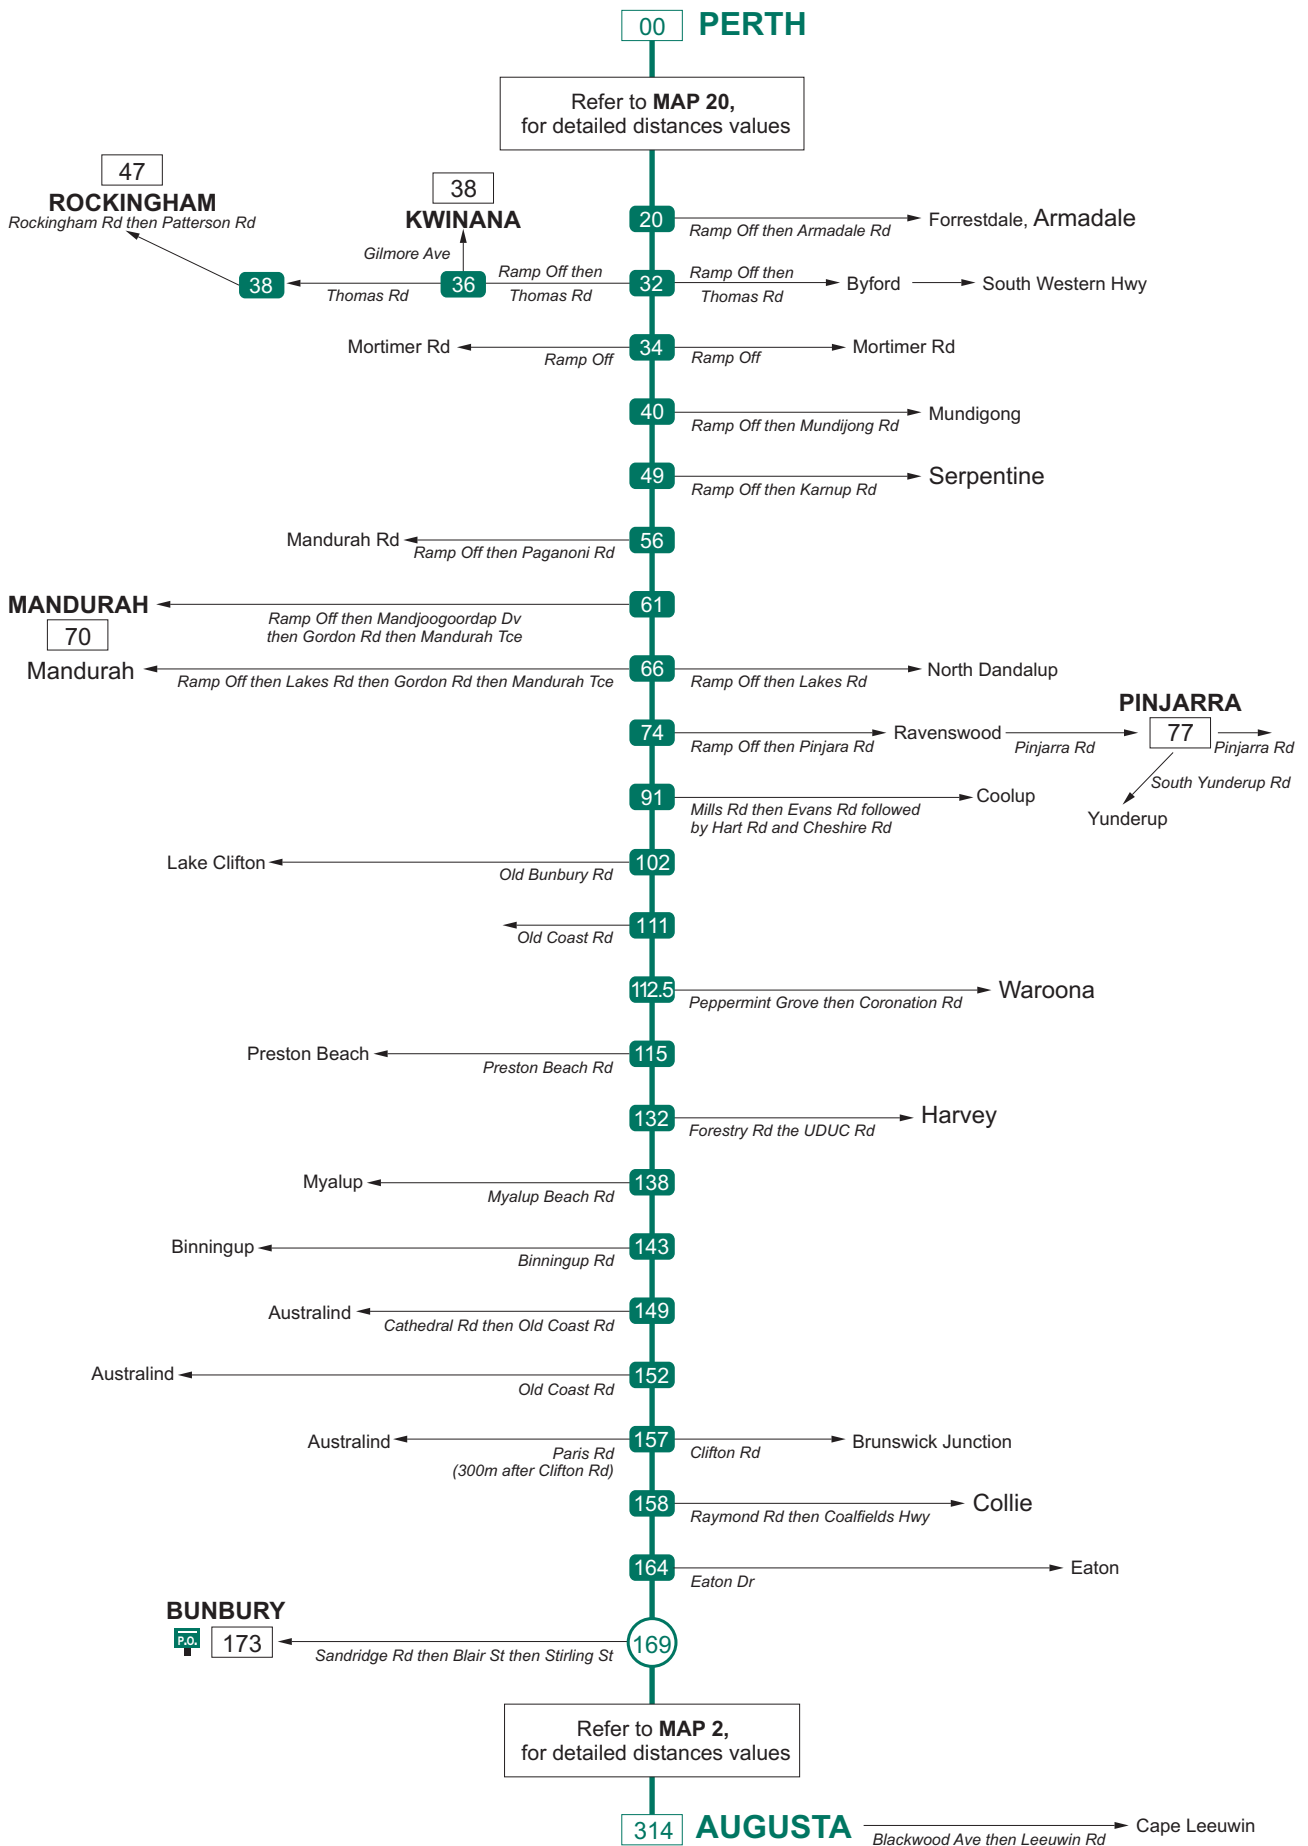 00 PERTH
Refer to MAP 20,
for detailed distances values
47
ROCKINGHAM
Rockingham Rd then Patterson Rd
38
KWINANA
Gilmore Ave
20
Ramp Off then Armadale Rd
Forrestdale, Armadale
38
Thomas Rd
36
Ramp Off then
Thomas Rd
32
Ramp Off then
Thomas Rd
Byford
South Western Hwy
Mortimer Rd
Ramp Off
34
Ramp Off
Mortimer Rd
40
Ramp Off then Mundijong Rd
Mundigong
49
Ramp Off then Karnup Rd
Serpentine
Mandurah Rd
Ramp Off then Paganoni Rd
56
MANDURAH
70
Ramp Off then Mandjoogoordap Dv
then Gordon Rd then Mandurah Tce
61
Mandurah
Ramp Off then Lakes Rd then Gordon Rd then Mandurah Tce
66
Ramp Off then Lakes Rd
North Dandalup
74
Ramp Off then Pinjara Rd
Ravenswood
Pinjarra Rd
PINJARRA
77
Pinjarra Rd
South Yunderup Rd
Yunderup
91
Mills Rd then Evans Rd followed
by Hart Rd and Cheshire Rd
Coolup
Lake Clifton
Old Bunbury Rd
102
Old Coast Rd
111
112.5
Peppermint Grove then Coronation Rd
Waroona
Preston Beach
Preston Beach Rd
115
132
Forestry Rd the UDUC Rd
Harvey
Myalup
Myalup Beach Rd
138
Binningup
Binningup Rd
143
Australind
Cathedral Rd then Old Coast Rd
149
Australind
Old Coast Rd
152
Australind
Paris Rd
(300m after Clifton Rd)
157
Clifton Rd
Brunswick Junction
158
Raymond Rd then Coalfields Hwy
Collie
164
Eaton Dr
Eaton
BUNBURY
P.O.
173
Sandridge Rd then Blair St then Stirling St
169
Refer to MAP 2,
for detailed distances values
314 AUGUSTA
Blackwood Ave then Leeuwin Rd
Cape Leeuwin